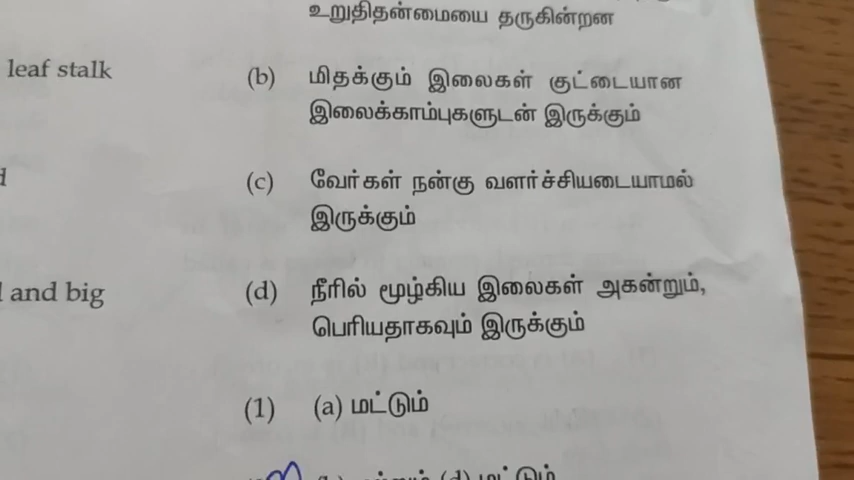 உறுதிதன்மையை தருகின்றன
leaf stalk
(b) மிதக்கும் இலைகள் குட்டையான
இலைக்காம்புகளுடன் இருக்கும்
(c) வேர்கள் நன்கு வளர்ச்சியடையாமல்
இருக்கும்
and big
(d) நீரில் மூழ்கிய இலைகள் அகன்றும்,
பெரியதாகவும் இருக்கும்
(1) (a) மட்டும்
(d) மட்டும்